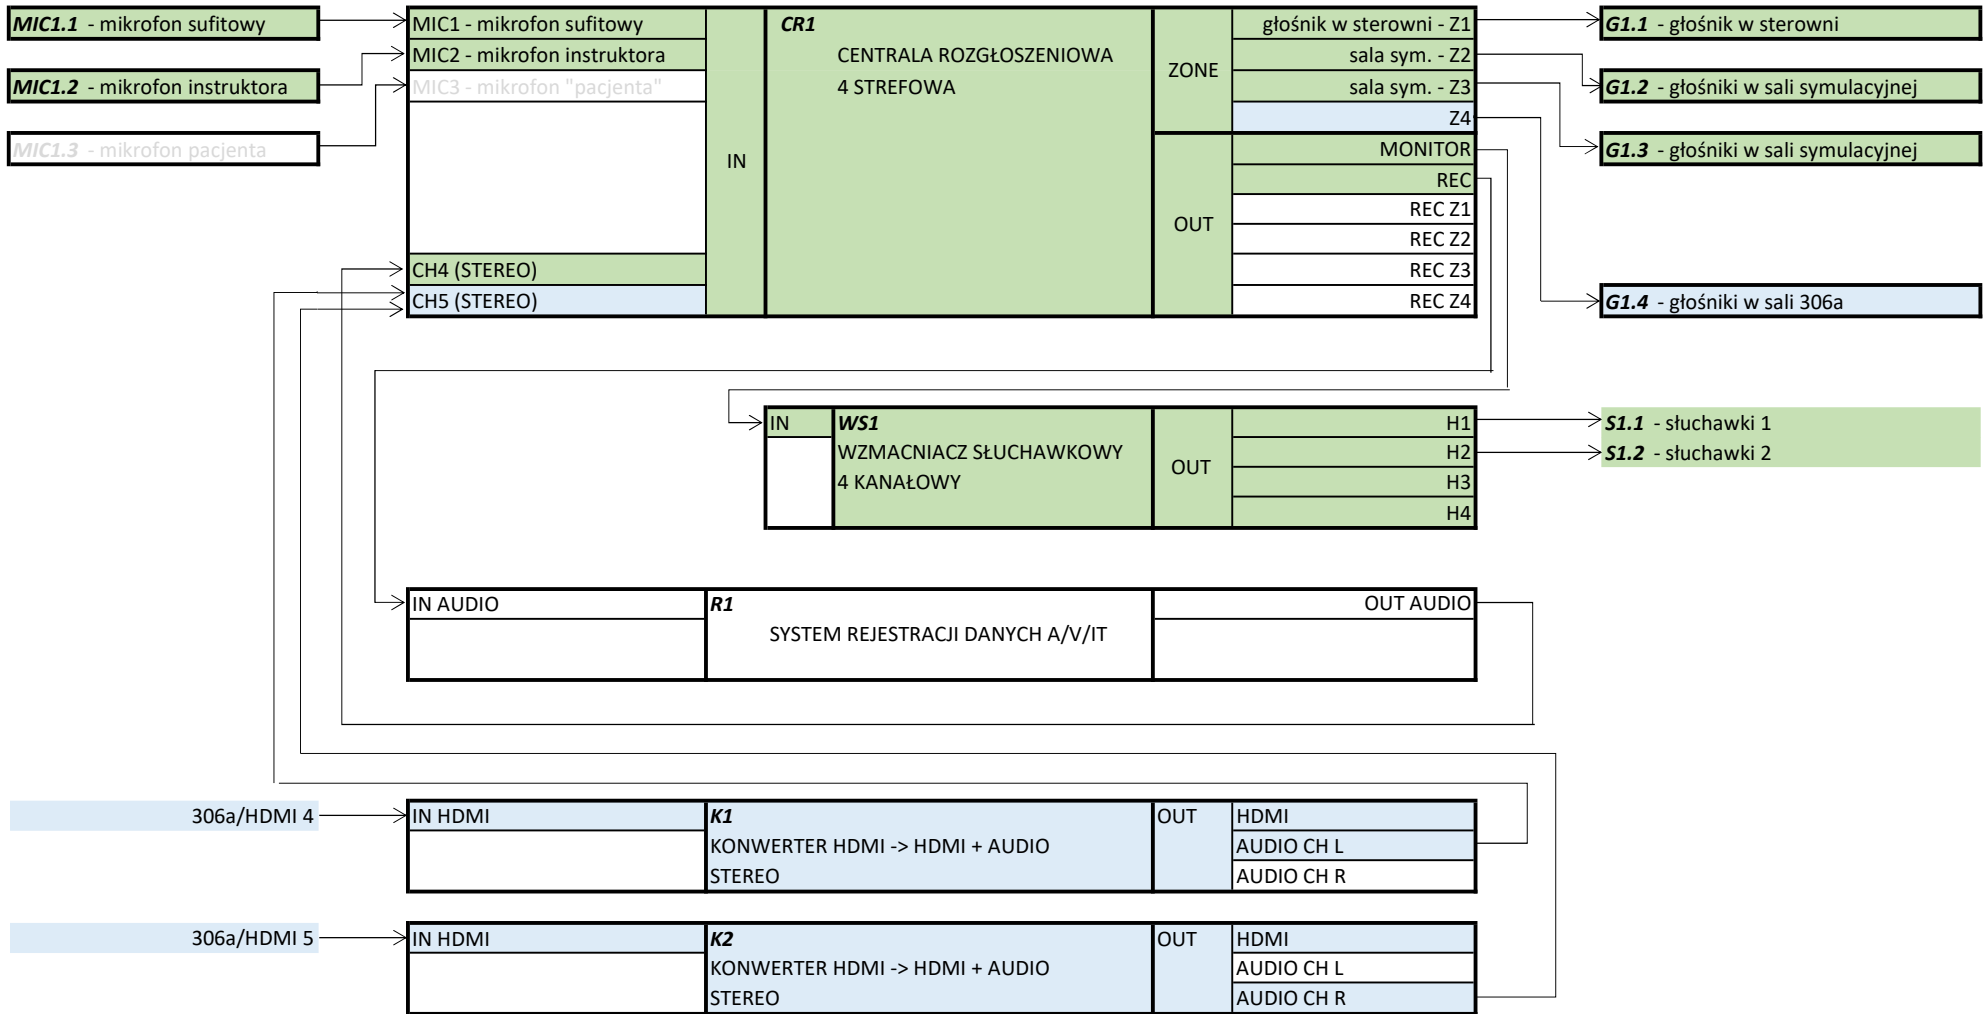 MIC1.1 - mikrofon sufitowy
MIC1.2 - mikrofon instruktora
MIC1.3 - mikrofon pacjenta
MIC1 - mikrofon sufitowy
MIC2 - mikrofon instruktora
MIC3 - mikrofon "pacjenta"
CH4 (STEREO)
CH5 (STEREO)
IN
CR1
CENTRALA ROZGŁOSZENIOWA
4 STREFOWA
ZONE
głośnik w sterowni - Z1
sala sym. - Z2
sala sym. - Z3
Z4
OUT
MONITOR
REC
REC Z1
REC Z2
REC Z3
REC Z4
G1.1 - głośnik w sterowni
G1.2 - głośniki w sali symulacyjnej
G1.3 - głośniki w sali symulacyjnej
G1.4 - głośniki w sali 306a
IN
WS1
WZMACNIACZ SŁUCHAWKOWY
4 KANAŁOWY
OUT
H1
H2
H3
H4
S1.1 - słuchawki 1
S1.2 - słuchawki 2
IN AUDIO
R1
SYSTEM REJESTRACJI DANYCH A/V/IT
OUT AUDIO
306a/HDMI 4
IN HDMI
K1
KONWERTER HDMI -> HDMI + AUDIO
STEREO
OUT
HDMI
AUDIO CH L
AUDIO CH R
306a/HDMI 5
IN HDMI
K2
KONWERTER HDMI -> HDMI + AUDIO
STEREO
OUT
HDMI
AUDIO CH L
AUDIO CH R